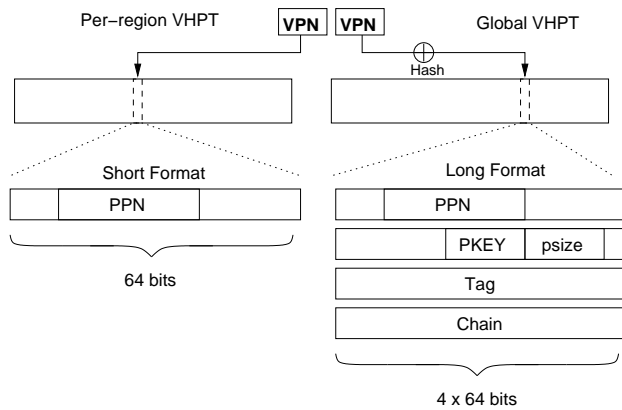 Per-region VHPT VPN VPN Global VHPT
Hash
Short Format Long Format
PPN PPN
PKEY psize
64 bits Tag
Chain
4 x 64 bits